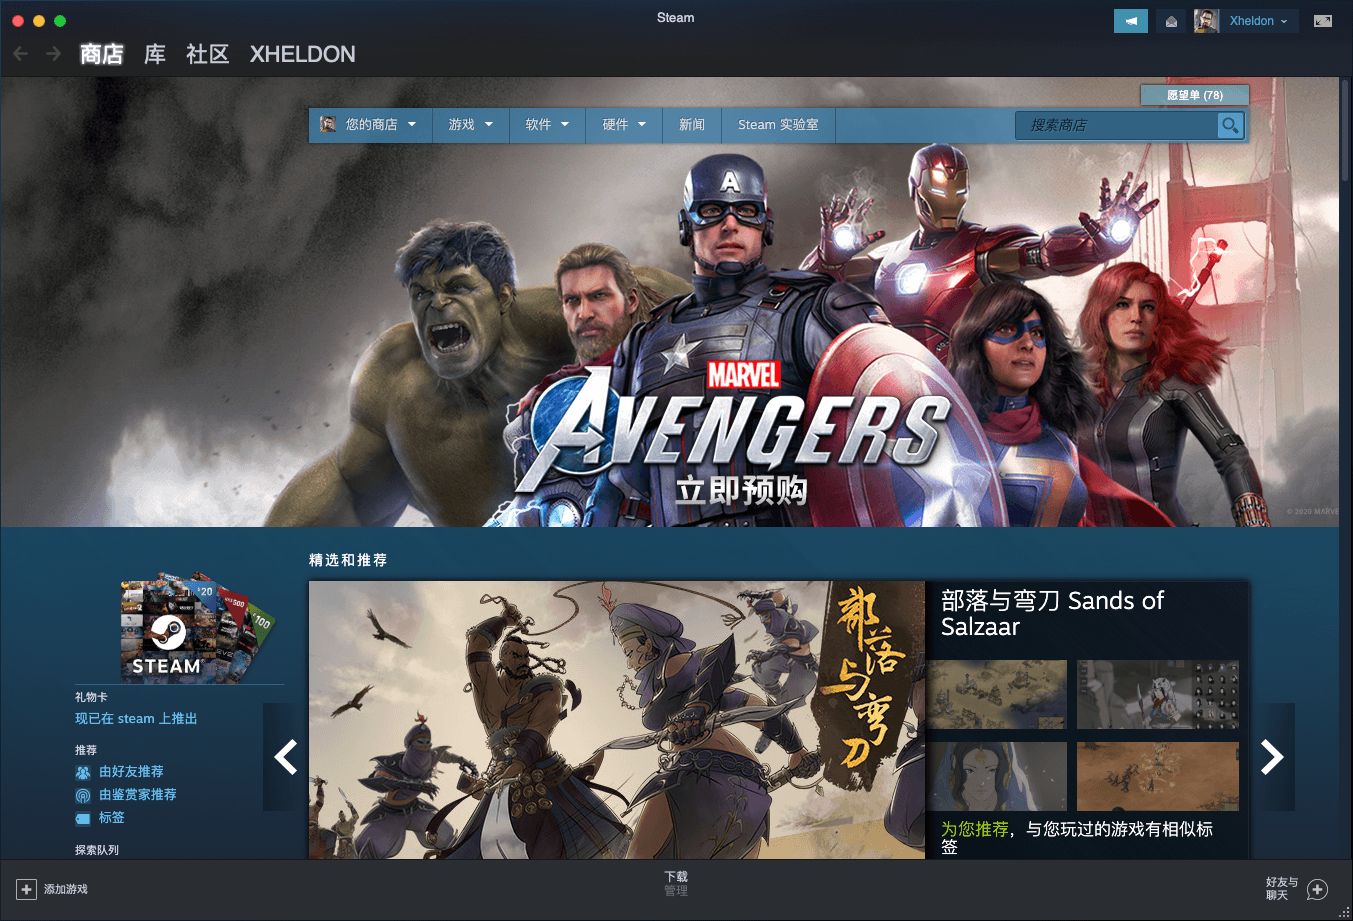 Steam
Xheldon
商店 库 社区 XHELDON
愿望单 (78)
您的商店 游戏 软件 硬件 新闻 Steam 实验室 搜索商店
A
MARVEL
AVENGERS
立即预购
© 2020 MARVEL
精选和推荐
$20
$100
STEAM
部落与弯刀
部落与弯刀 Sands of
Salzaar
礼物卡
现已在 steam 上推出
推荐
由好友推荐
由鉴赏家推荐
标签
为您推荐，与您玩过的游戏有相似标
签
探索队列
添加游戏
下载
管理
好友与
聊天